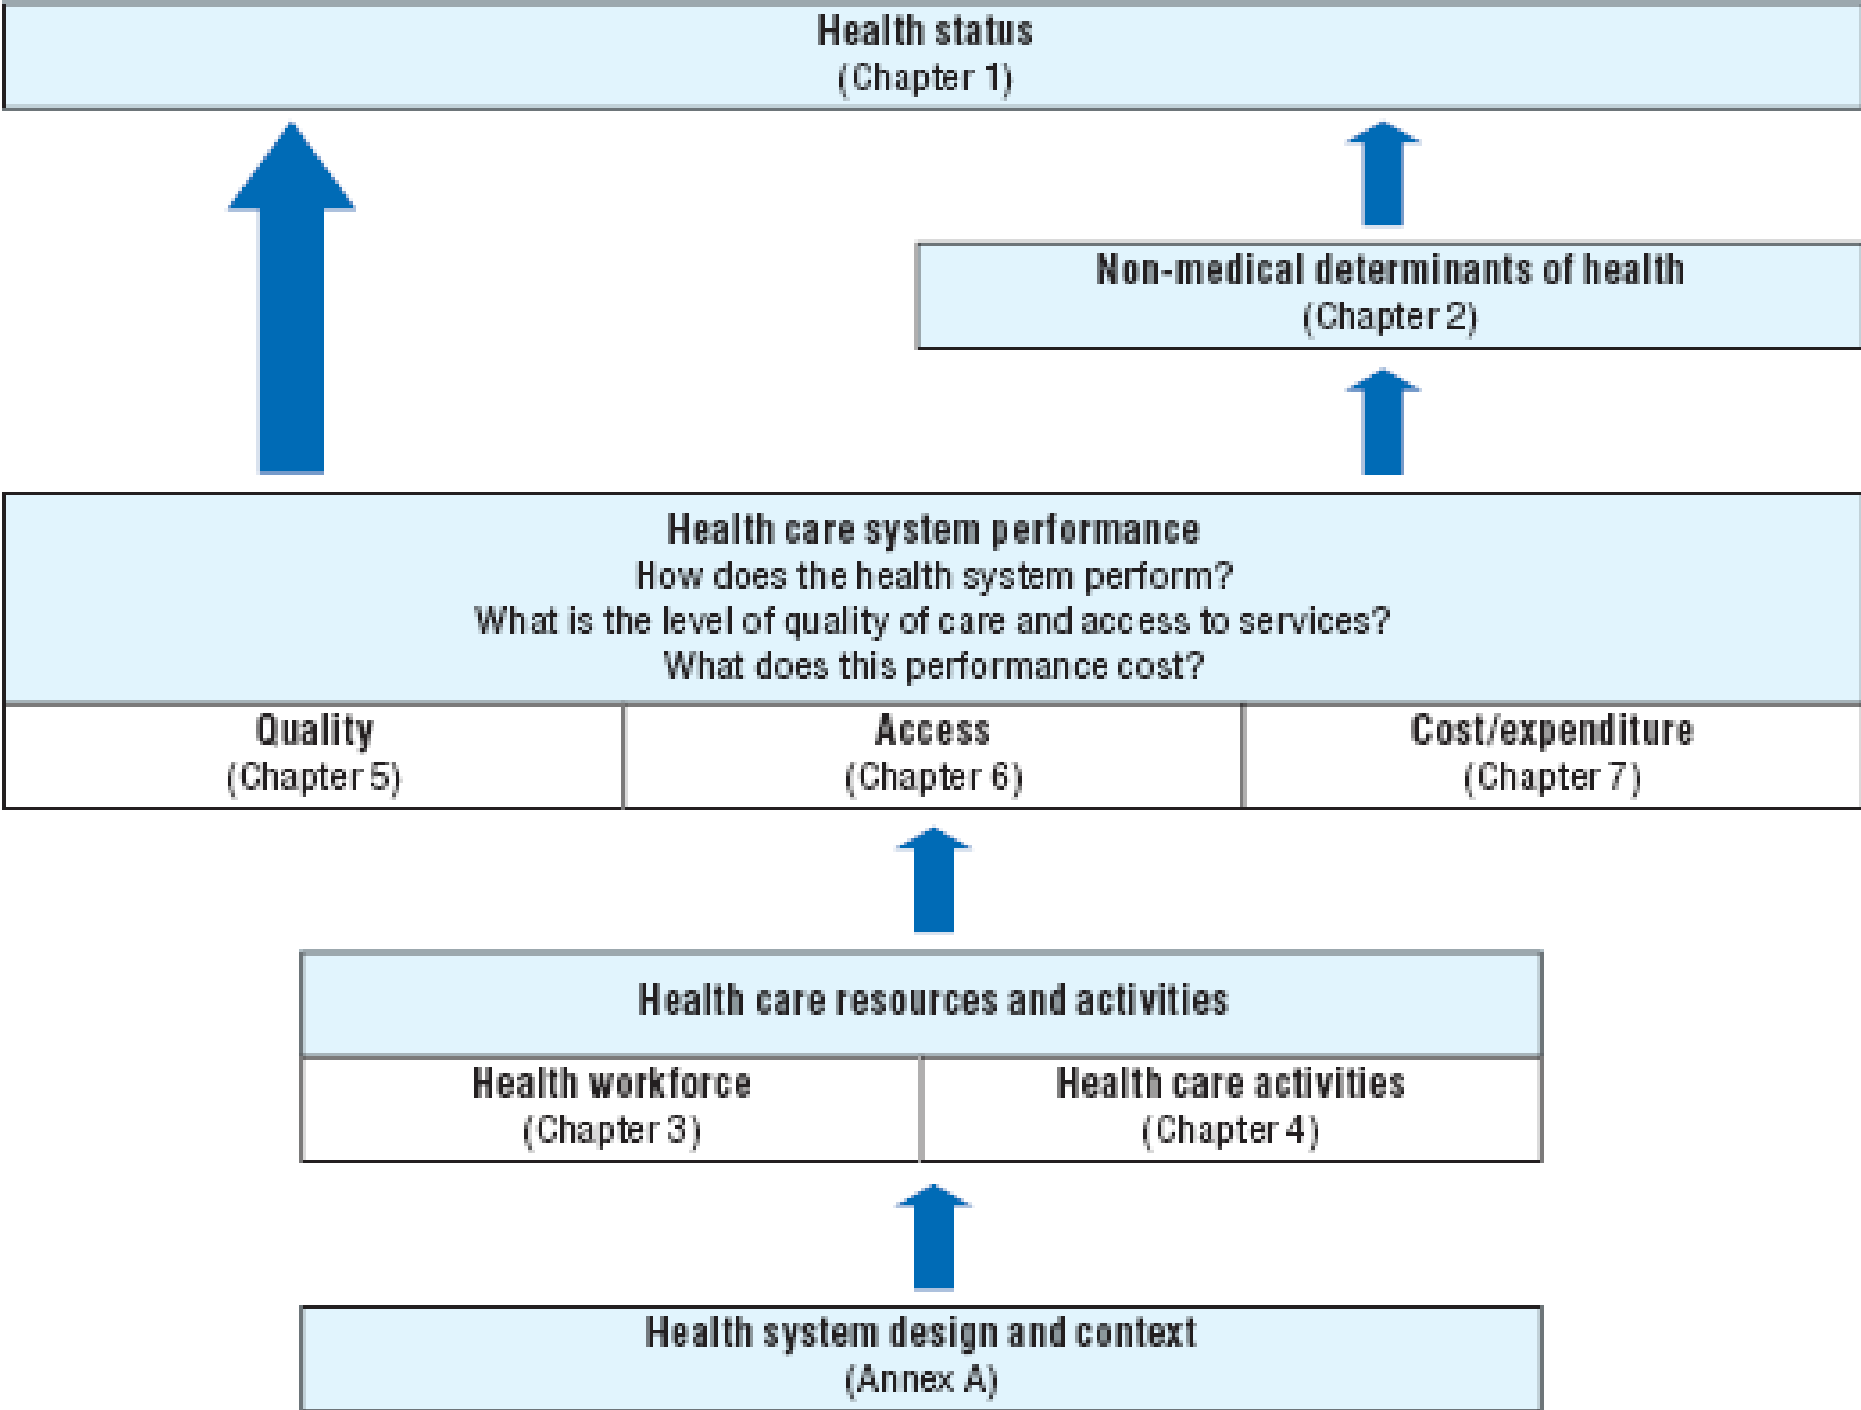 Health status
(Chapter 1)
Non-medical determinants of health
(Chapter 2)
Health care system performance
How does the health system perform?
What is the level of quality of care and access to services?
What does this performance cost?
Quality
(Chapter 5)
Access
(Chapter 6)
Cost/expenditure
(Chapter 7)
Health care resources and activities
Health workforce
(Chapter 3)
Health care activities
(Chapter 4)
Health system design and context
(Annex A)